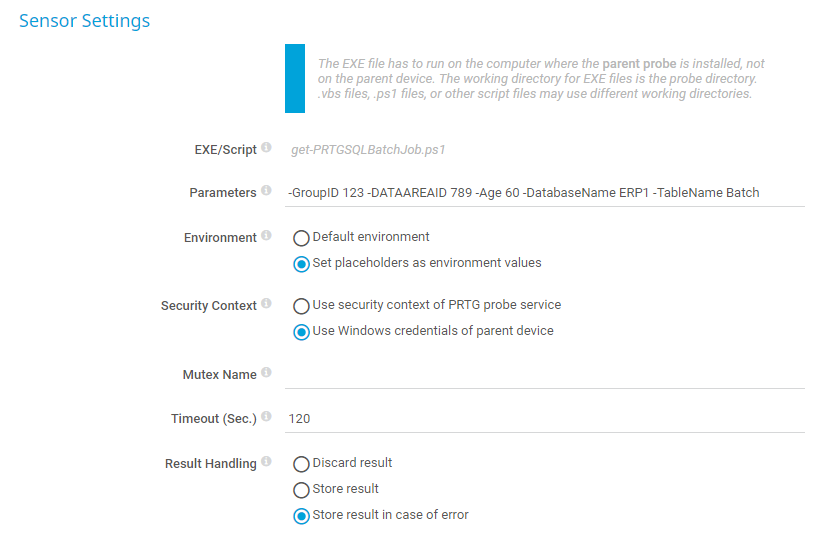 Sensor Settings
The EXE file has to run on the computer where the parent probe is installed, not
on the parent device. The working directory for EXE files is the probe directory.
.vbs files, .ps1 files, or other script files may use different working directories.
EXE/Script get-PRTGSQLBatchJob.ps1
Parameters -GroupID 123 -DATAAREAID 789 -Age 60 -DatabaseName ERP1 -TableName Batch
Environment Default environment
Set placeholders as environment values
Security Context Use security context of PRTG probe service
Use Windows credentials of parent device
Mutex Name
Timeout (Sec.) 120
Result Handling Discard result
Store result
Store result in case of error